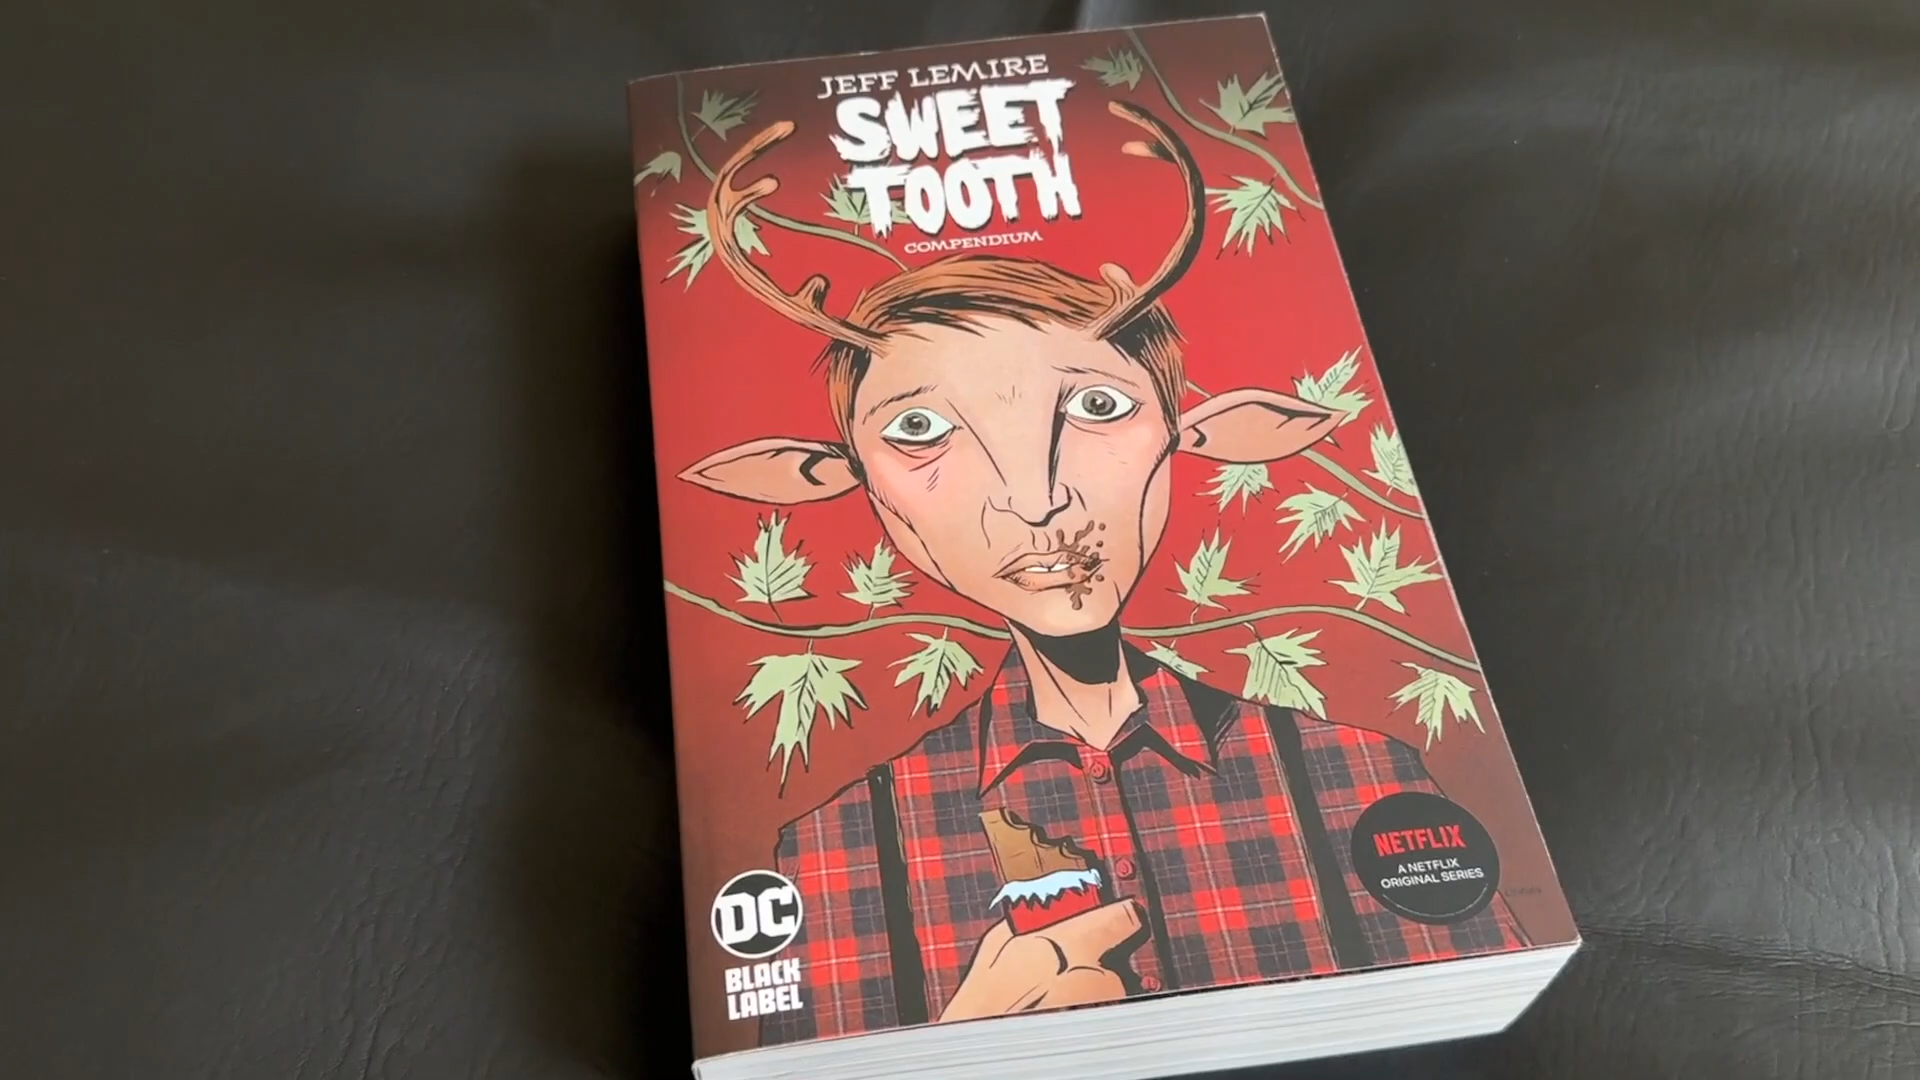 JEFF LEMIRE
SWEET
TOOTH
COMPENDIUM
NETFLIX
A NETFLIX
ORIGINAL SERIES
DC
BLACK
LABEL